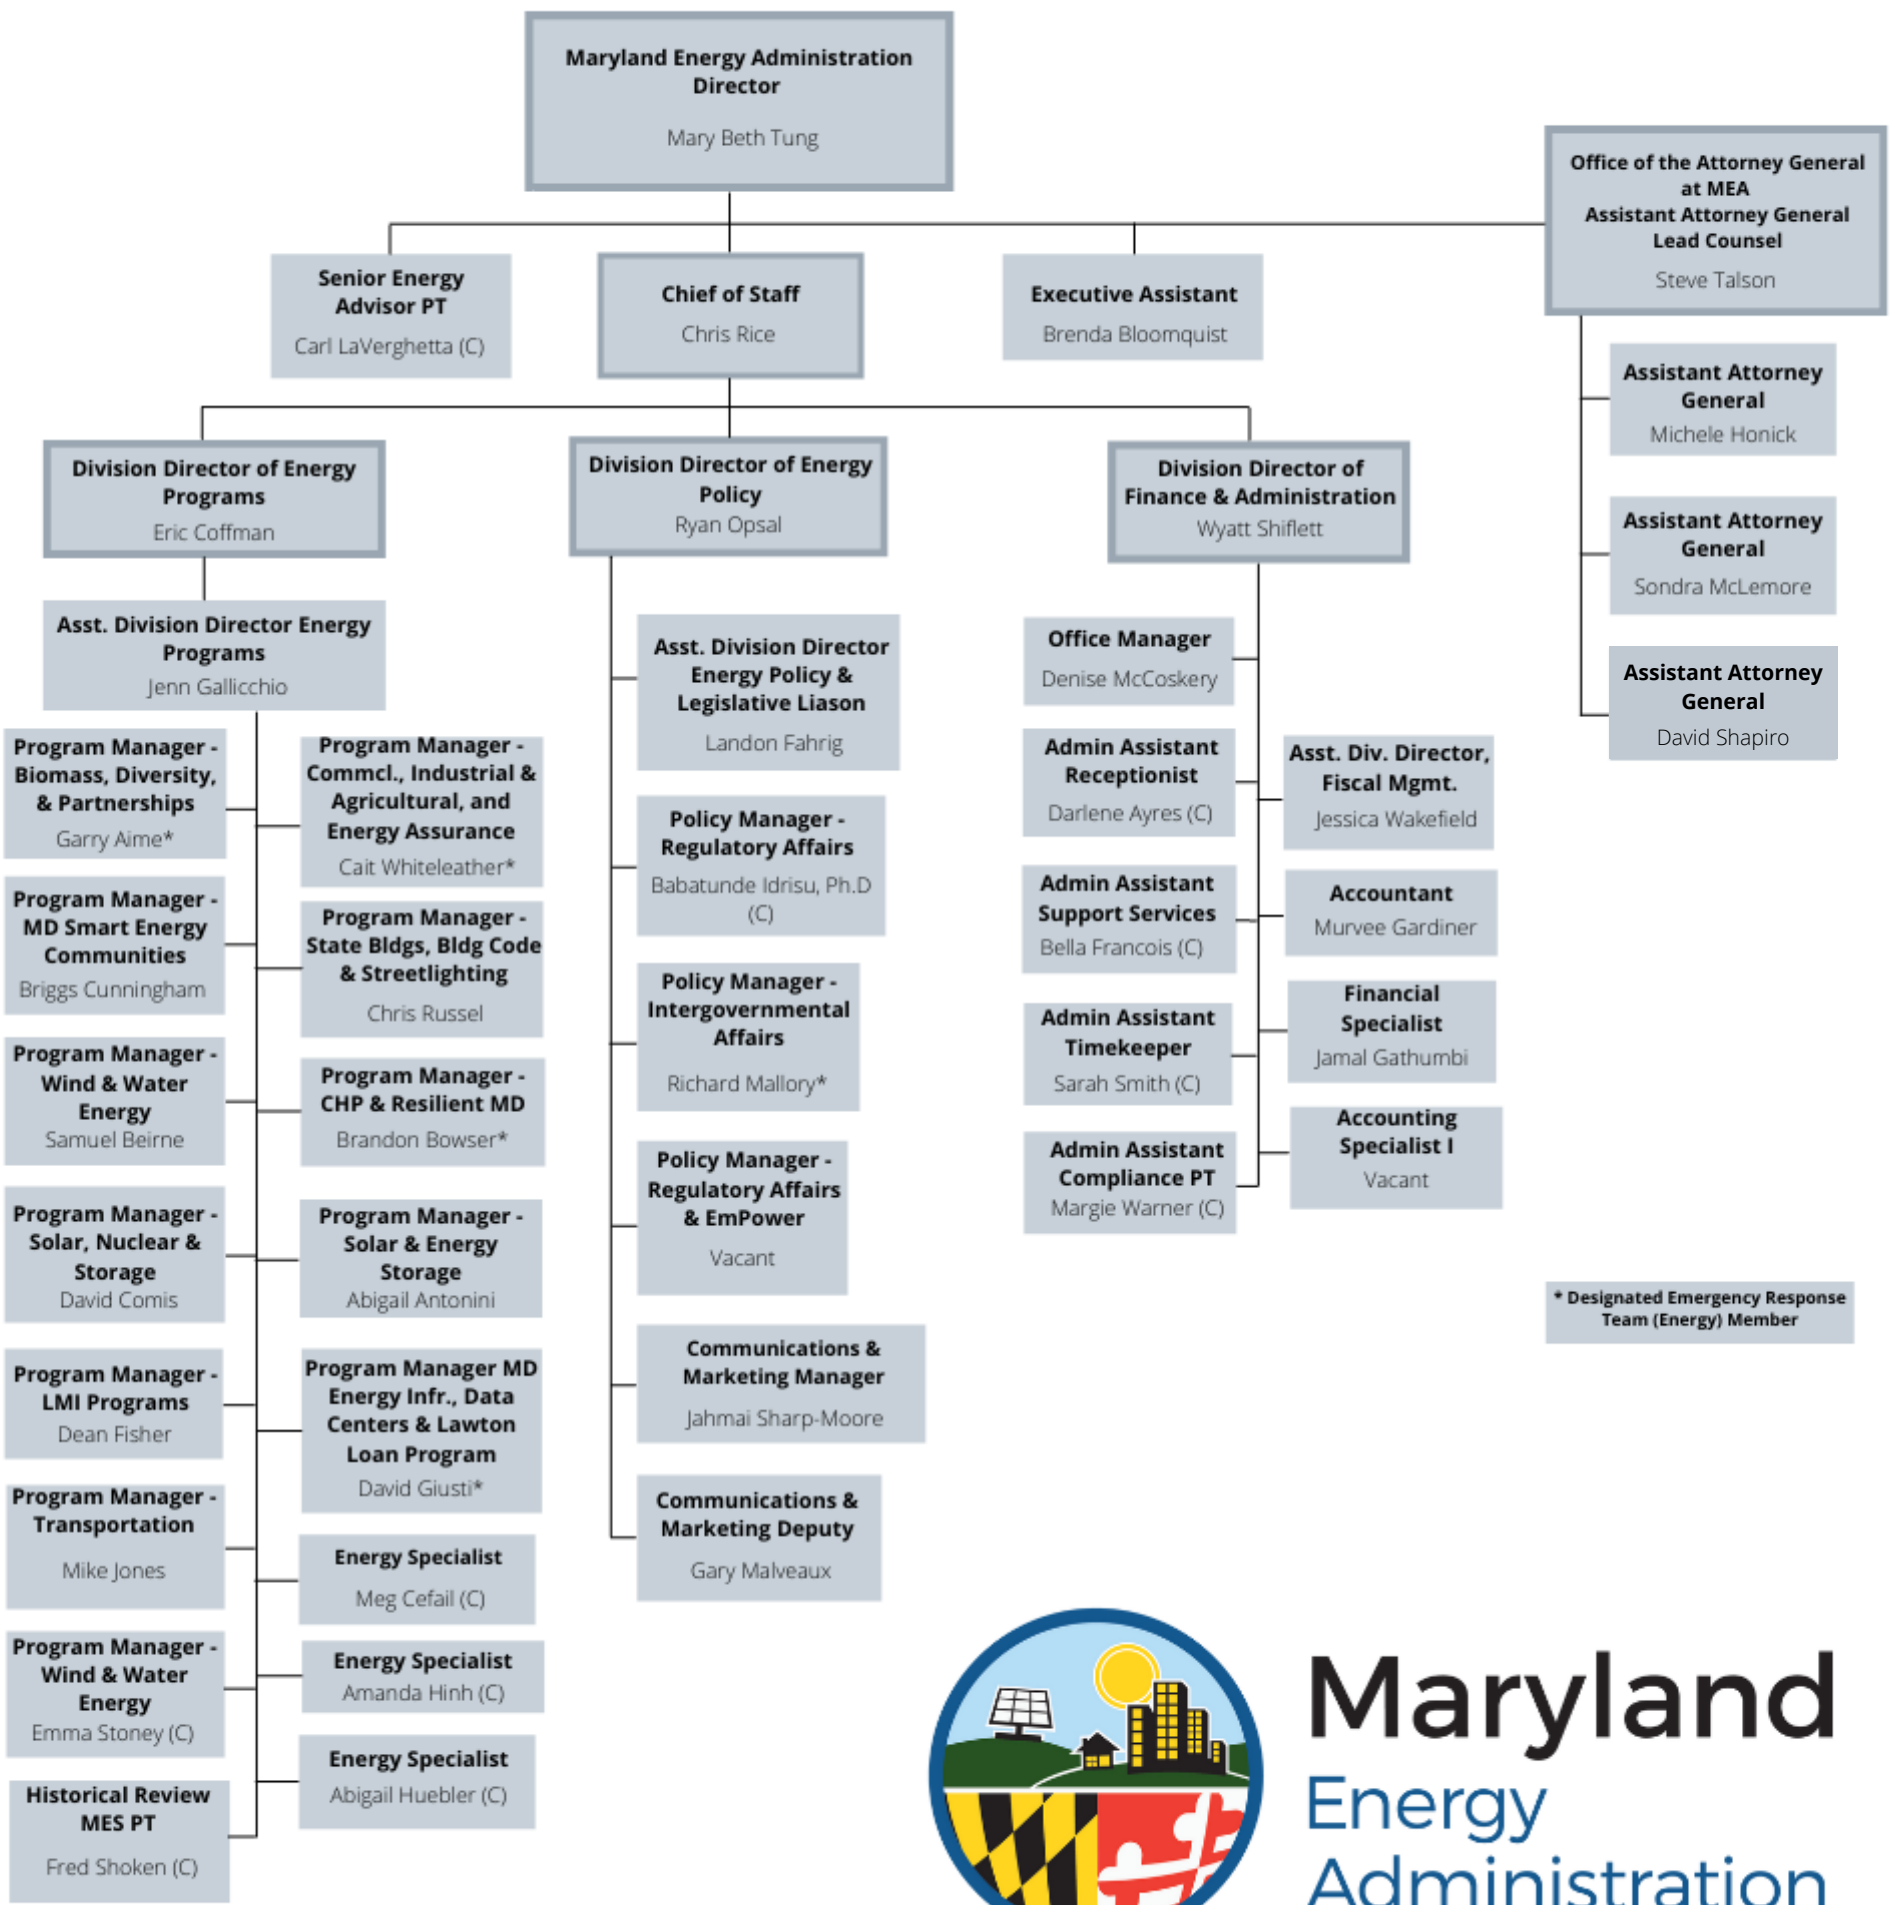 Maryland Energy Administration
Director
Mary Beth Tung
Office of the Attorney General
at MEA
Assistant Attorney General
Lead Counsel
Steve Talson
Senior Energy
Advisor PT
Carl LaVerghetta (C)
Chief of Staff
Chris Rice
Executive Assistant
Brenda Bloomquist
Assistant Attorney
General
Michele Honick
Assistant Attorney
General
Sondra McLemore
Assistant Attorney
General
David Shapiro
Division Director of Energy
Programs
Eric Coffman
Asst. Division Director Energy
Programs
Jenn Gallicchio
Program Manager -
Biomass, Diversity,
& Partnerships
Garry Aime*
Program Manager -
MD Smart Energy
Communities
Briggs Cunningham
Program Manager -
Wind & Water
Energy
Samuel Beirne
Program Manager -
Solar, Nuclear &
Storage
David Comis
Program Manager -
LMI Programs
Dean Fisher
Program Manager -
Transportation
Mike Jones
Program Manager -
Wind & Water
Energy
Emma Stoney (C)
Historical Review
MES PT
Fred Shoken (C)
Program Manager -
Commcl., Industrial &
Agricultural, and
Energy Assurance
Cait Whiteleather*
Program Manager -
State Bldgs, Bldg Code
& Streetlighting
Chris Russel
Program Manager -
CHP & Resilient MD
Brandon Bowser*
Program Manager -
Solar & Energy
Storage
Abigail Antonini
Program Manager MD
Energy Infr., Data
Centers & Lawton
Loan Program
David Giusti*
Energy Specialist
Meg Cefail (C)
Energy Specialist
Amanda Hinh (C)
Energy Specialist
Abigail Huebler (C)
Division Director of Energy
Policy
Ryan Opsal
Asst. Division Director
Energy Policy &
Legislative Liason
Landon Fahrig
Policy Manager -
Regulatory Affairs
Babatunde Idrisu, Ph.D
(C)
Policy Manager -
Intergovernmental
Affairs
Richard Mallory*
Policy Manager -
Regulatory Affairs
& EmPower
Vacant
Communications &
Marketing Manager
Jahmai Sharp-Moore
Communications &
Marketing Deputy
Gary Malveaux
Division Director of
Finance & Administration
Wyatt Shiflett
Office Manager
Denise McCoskery
Admin Assistant
Receptionist
Darlene Ayres (C)
Admin Assistant
Support Services
Bella Francois (C)
Admin Assistant
Timekeeper
Sarah Smith (C)
Admin Assistant
Compliance PT
Margie Warner (C)
Asst. Div. Director,
Fiscal Mgmt.
Jessica Wakefield
Accountant
Murvee Gardiner
Financial
Specialist
Jamal Gathumbi
Accounting
Specialist I
Vacant
* Designated Emergency Response
Team (Energy) Member
Maryland
Energy
Administration